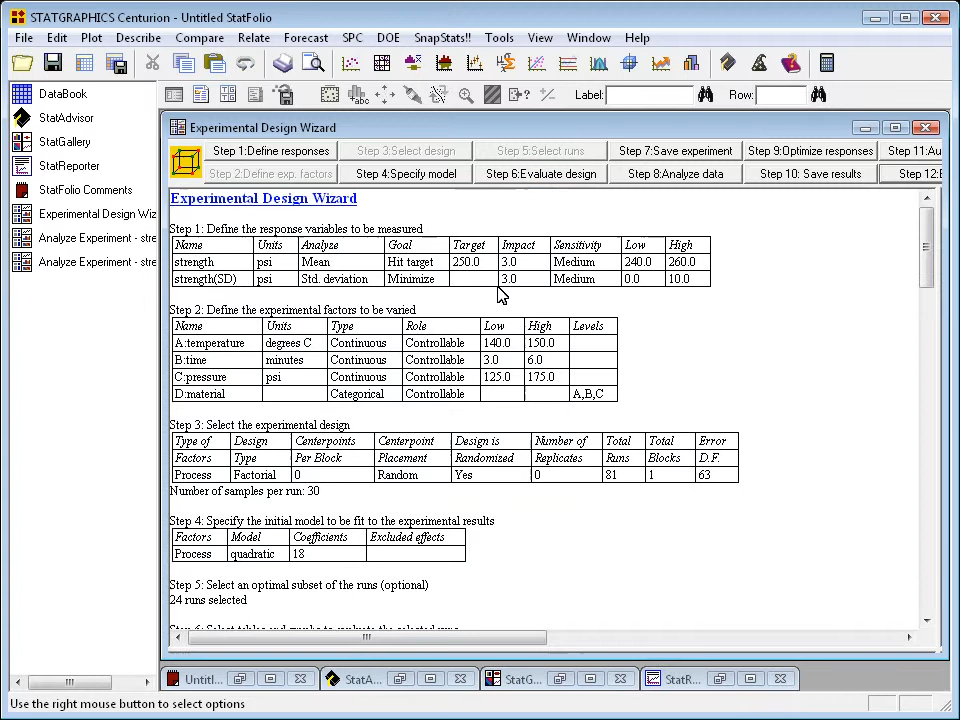 STATGRAPHICS Centurion - Untitled StatFolio
File Edit Plot Describe Compare Relate Forecast SPC DOE SnapStats!! Tools View Window Help
Label: Row:
DataBook
StatAdvisor
StatGallery
StatReporter
StatFolio Comments
Experimental Design Wiz
Analyze Experiment - stre
Analyze Experiment - stre
Experimental Design Wizard
Step 1:Define responses Step 3:Select design Step 5:Select runs Step 7:Save experiment Step 9:Optimize responses Step 11:Au
Step 2:Define exp. factors Step 4:Specify model Step 6:Evaluate design Step 8:Analyze data Step 10: Save results Step 12:E
Experimental Design Wizard
Step 1: Define the response variables to be measured
Name Units Analyze Goal Target Impact Sensitivity Low High
strength psi Mean Hit target 250.0 3.0 Medium 240.0 260.0
strength(SD) psi Std. deviation Minimize 3.0 Medium 0.0 10.0
Step 2: Define the experimental factors to be varied
Name Units Type Role Low High Levels
A:temperature degrees C Continuous Controllable 140.0 150.0
B:time minutes Continuous Controllable 3.0 6.0
C:pressure psi Continuous Controllable 125.0 175.0
D:material Categorical Controllable A,B,C
Step 3: Select the experimental design
Type of Design Centerpoints Centerpoint Design is Number of Total Total Error
Factors Type Per Block Placement Randomized Replicates Runs Blocks D.F.
Process Factorial 0 Random Yes 0 81 1 63
Number of samples per run: 30
Step 4: Specify the initial model to be fit to the experimental results
Factors Model Coefficients Excluded effects
Process quadratic 18
Step 5: Select an optimal subset of the runs (optional)
24 runs selected
Step 6: Select tables and graphs to evaluate the selected runs
Untitl... StatA... StatG... StatR...
Use the right mouse button to select options